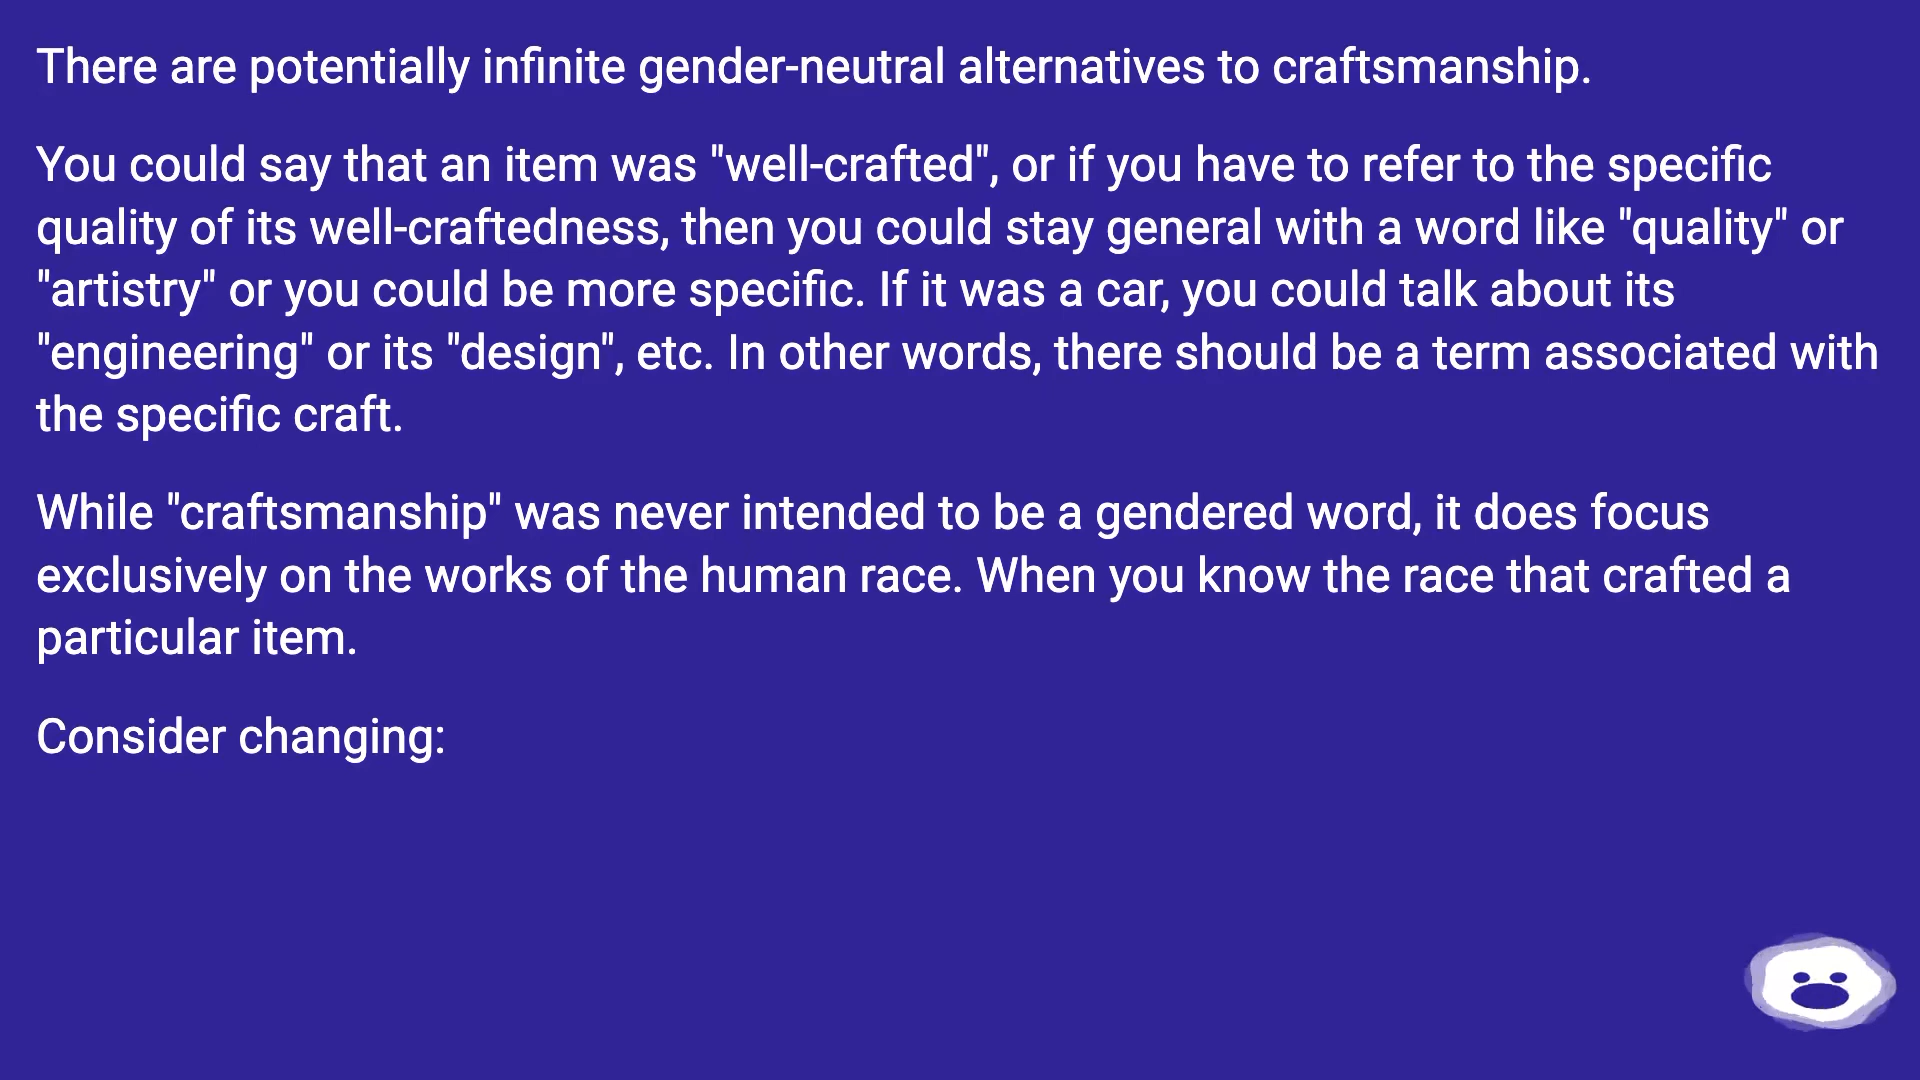 There are potentially infinite gender-neutral alternatives to craftsmanship.
You could say that an item was "well-crafted", or if you have to refer to the specific
quality of its well-craftedness, then you could stay general with a word like "quality" or
"artistry" or you could be more specific. If it was a car, you could talk about its
"engineering" or its "design", etc. In other words, there should be a term associated with
the specific craft.
While "craftsmanship" was never intended to be a gendered word, it does focus
exclusively on the works of the human race. When you know the race that crafted a
particular item.
Consider changing: